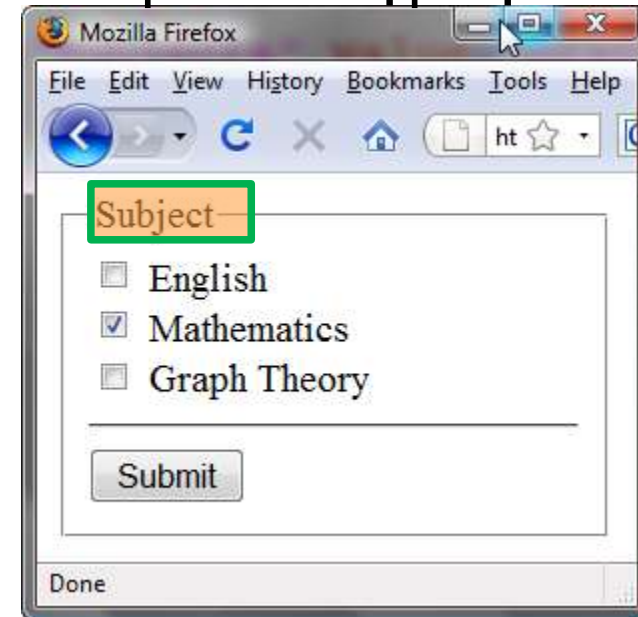 Mozilla Firefox
File Edit View History Bookmarks Tools Help
ht
Subject
English
Mathematics
Graph Theory
Submit
Done